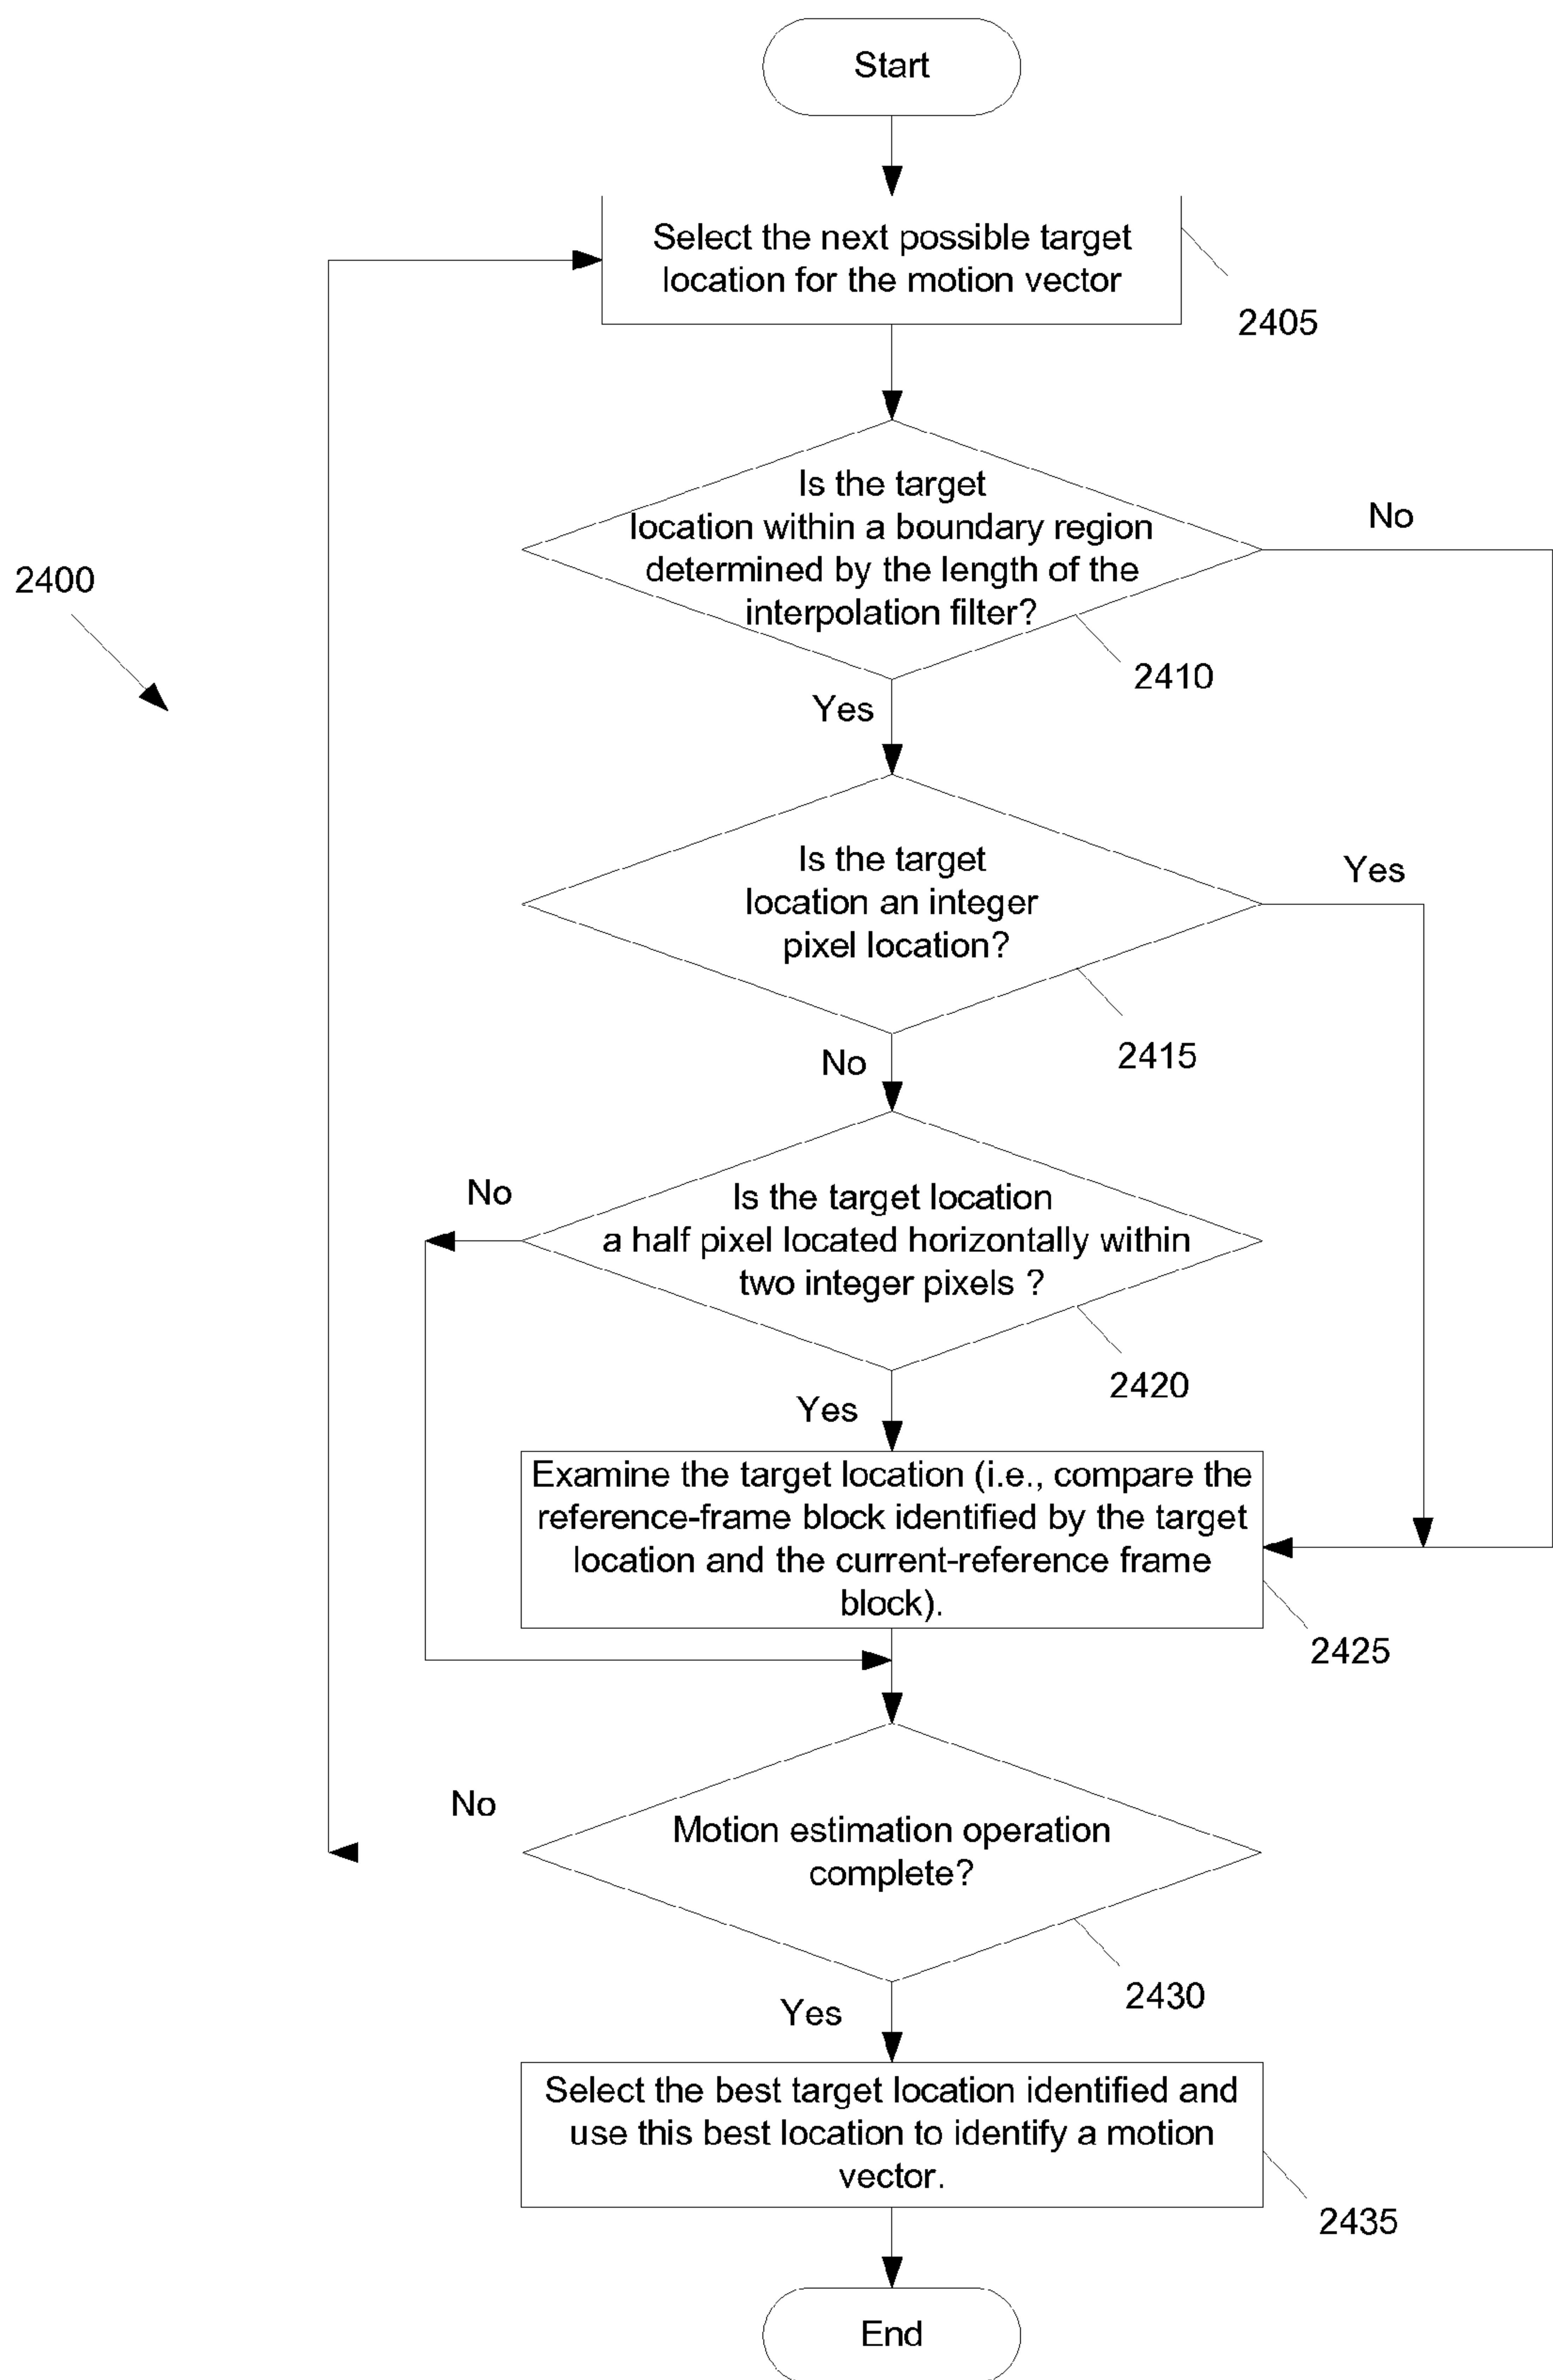 Start
Select the next possible target
location for the motion vector
2405
Is the target
location within a boundary region
determined by the length of the
interpolation filter?
No
2400
2410
Yes
Is the target
location an integer
pixel location?
Yes
2415
No
Is the target location
a half pixel located horizontally within
two integer pixels ?
No
2420
Yes
Examine the target location (i.e., compare the
reference-frame block identified by the target
location and the current-reference frame
block).
2425
No
Motion estimation operation
complete?
2430
Yes
Select the best target location identified and
use this best location to identify a motion
vector.
2435
End